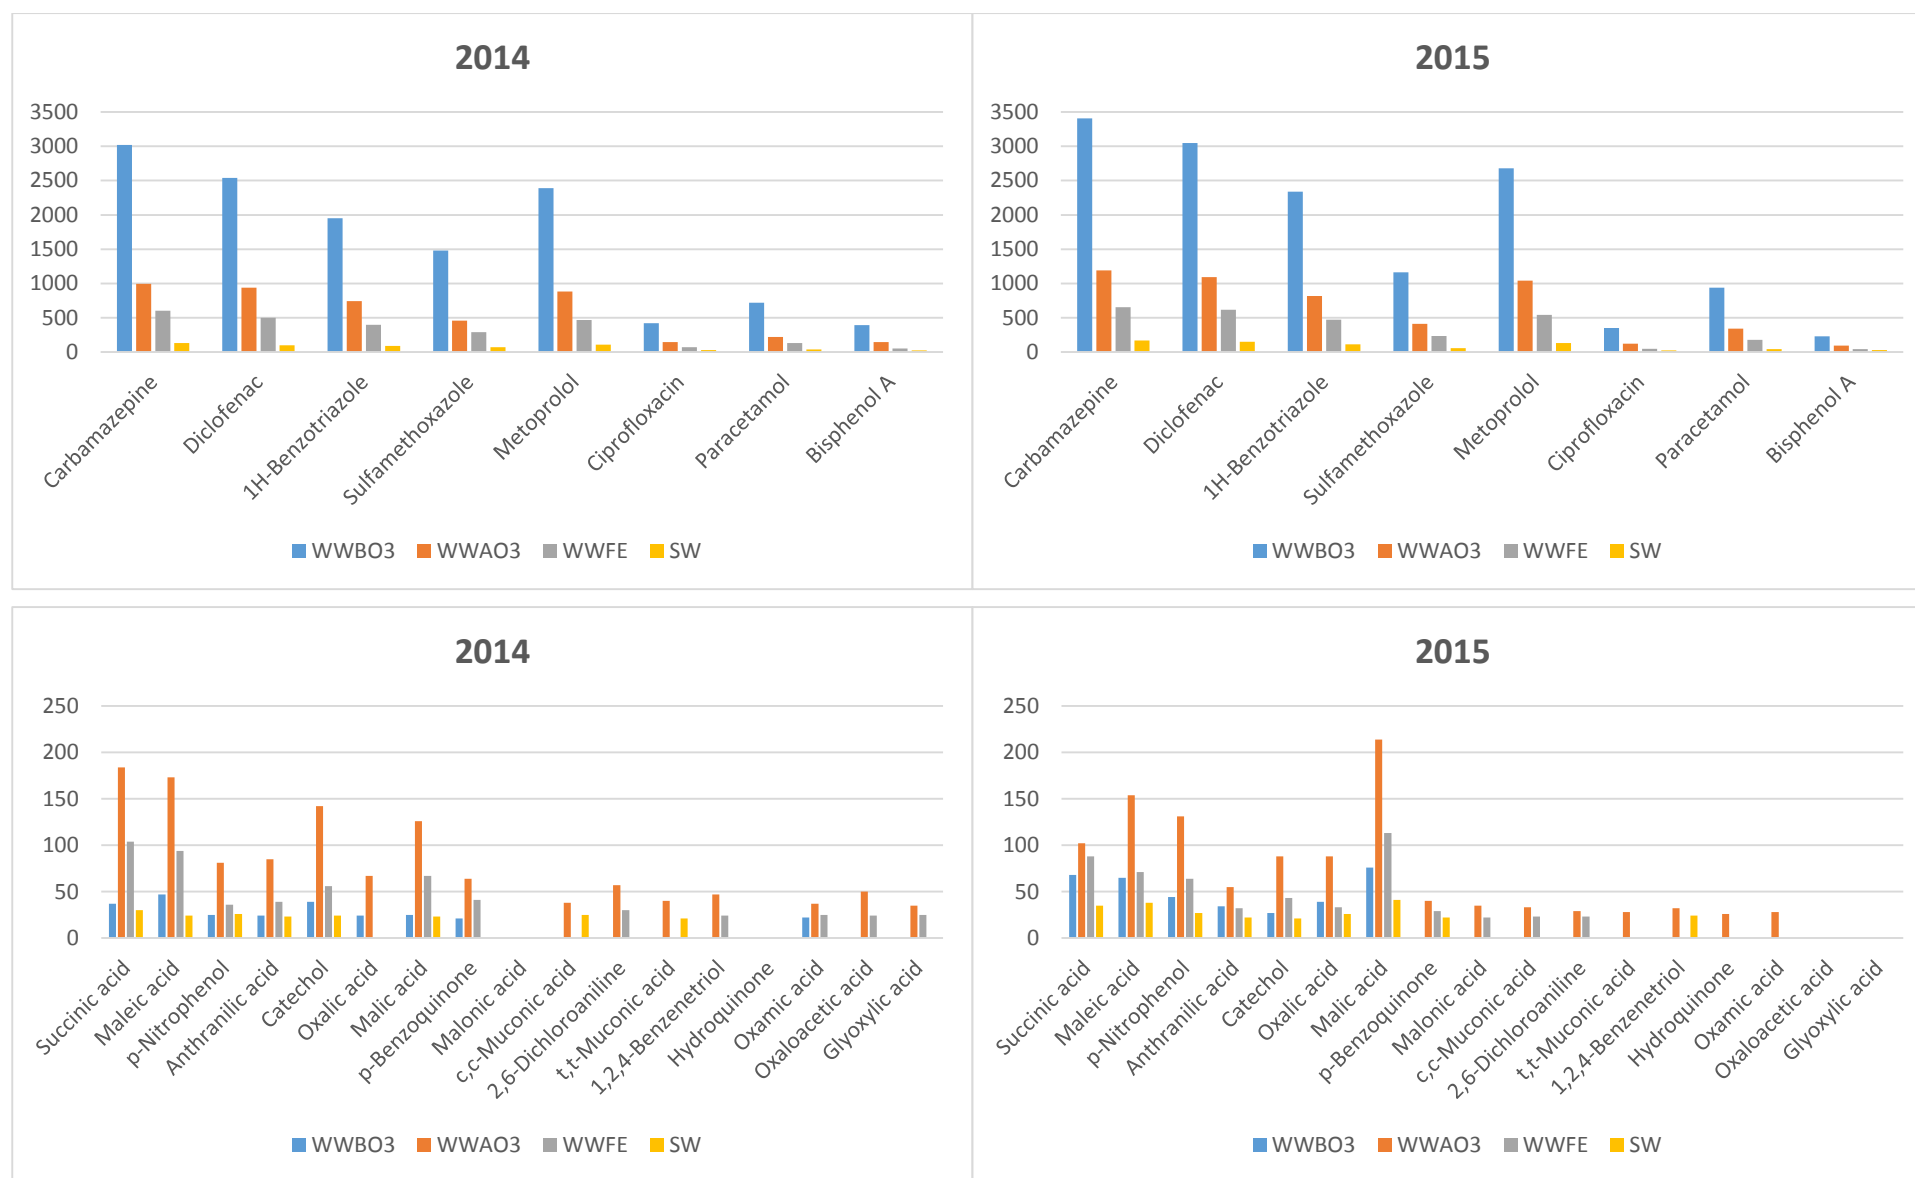 2014
3500
3000
2500
2000
1500
1000
500
0
Carbamazepine
Diclofenac
1H-Benzotriazole
Sulfamethoxazole
Metoprolol
Ciprofloxacin
Paracetamol
Bisphenol A
WWBO3 WWAO3 WWFE SW
2015
3500
3000
2500
2000
1500
1000
500
0
Carbamazepine
Diclofenac
1H-Benzotriazole
Sulfamethoxazole
Metoprolol
Ciprofloxacin
Paracetamol
Bisphenol A
WWBO3 WWAO3 WWFE SW
2014
250
200
150
100
50
0
Succinic acid
Maleic acid
p-Nitrophenol
Anthranilic acid
Catechol
Oxalic acid
Malic acid
p-Benzoquinone
Malonic acid
c,c-Muconic acid
2,6-Dichloroaniline
t,t-Muconic acid
1,2,4-Benzenetriol
Hydroquinone
Oxamic acid
Oxaloacetic acid
Glyoxylic acid
WWBO3 WWAO3 WWFE SW
2015
250
200
150
100
50
0
Succinic acid
Maleic acid
p-Nitrophenol
Anthranilic acid
Catechol
Oxalic acid
Malic acid
p-Benzoquinone
Malonic acid
c,c-Muconic acid
2,6-Dichloroaniline
t,t-Muconic acid
1,2,4-Benzenetriol
Hydroquinone
Oxamic acid
Oxaloacetic acid
Glyoxylic acid
WWBO3 WWAO3 WWFE SW